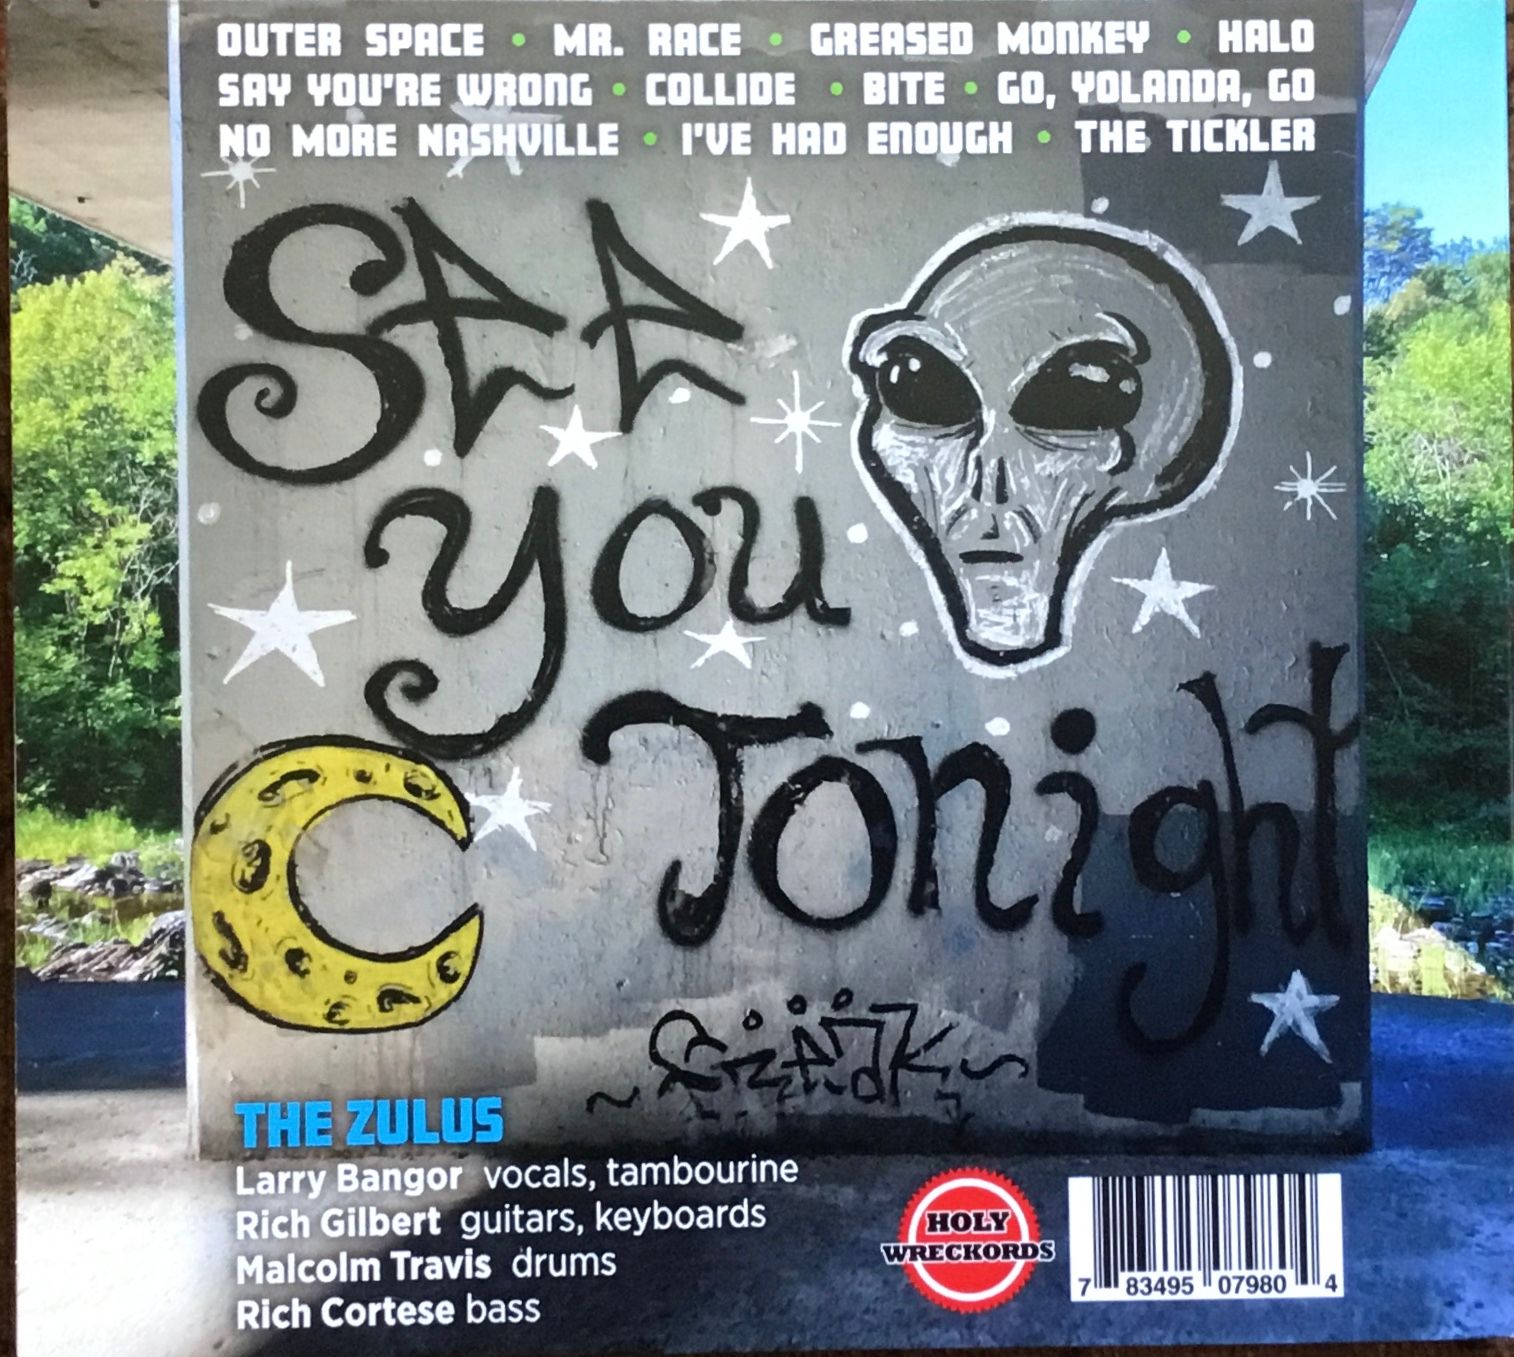 OUTER SPACE • MR. RACE • GREASED MONKEY • HALO
SAY YOU'RE WRONG • COLLIDE • BITE • GO, YOLANDA, GO
NO MORE NASHVILLE • I'VE HAD ENOUGH • THE TICKLER
See
you
Tonight
THE ZULUS
Larry Bangor vocals, tambourine
Rich Gilbert guitars, keyboards
Malcolm Travis drums
Rich Cortese bass
HOLY
WRECKORDS
7 83495 07980 4